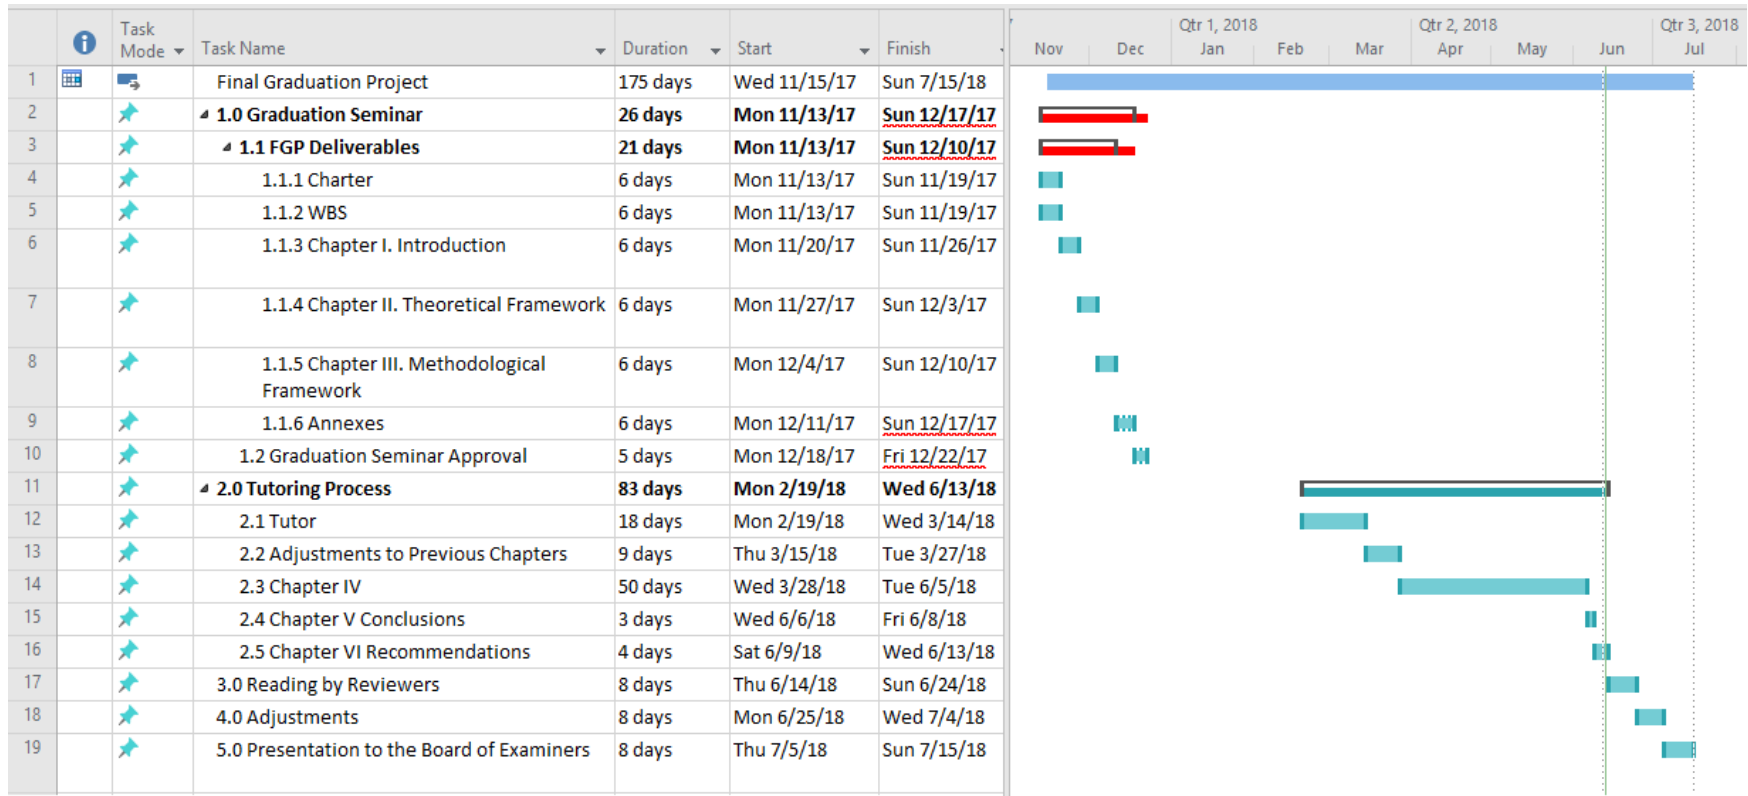 Qtr 1, 2018 Qtr 2, 2018 Qtr 3, 2018
Task Mode Task Name Duration Start Finish Nov Dec Jan Feb Mar Apr May Jun Jul
1 Final Graduation Project 175 days Wed 11/15/17 Sun 7/15/18
2 1.0 Graduation Seminar 26 days Mon 11/13/17 Sun 12/17/17
3 1.1 FGP Deliverables 21 days Mon 11/13/17 Sun 12/10/17
4 1.1.1 Charter 6 days Mon 11/13/17 Sun 11/19/17
5 1.1.2 WBS 6 days Mon 11/13/17 Sun 11/19/17
6 1.1.3 Chapter I. Introduction 6 days Mon 11/20/17 Sun 11/26/17
7 1.1.4 Chapter II. Theoretical Framework 6 days Mon 11/27/17 Sun 12/3/17
8 1.1.5 Chapter III. Methodological 6 days Mon 12/4/17 Sun 12/10/17
Framework
9 1.1.6 Annexes 6 days Mon 12/11/17 Sun 12/17/17
10 1.2 Graduation Seminar Approval 5 days Mon 12/18/17 Fri 12/22/17
11 2.0 Tutoring Process 83 days Mon 2/19/18 Wed 6/13/18
12 2.1 Tutor 18 days Mon 2/19/18 Wed 3/14/18
13 2.2 Adjustments to Previous Chapters 9 days Thu 3/15/18 Tue 3/27/18
14 2.3 Chapter IV 50 days Wed 3/28/18 Tue 6/5/18
15 2.4 Chapter V Conclusions 3 days Wed 6/6/18 Fri 6/8/18
16 2.5 Chapter VI Recommendations 4 days Sat 6/9/18 Wed 6/13/18
17 3.0 Reading by Reviewers 8 days Thu 6/14/18 Sun 6/24/18
18 4.0 Adjustments 8 days Mon 6/25/18 Wed 7/4/18
19 5.0 Presentation to the Board of Examiners 8 days Thu 7/5/18 Sun 7/15/18